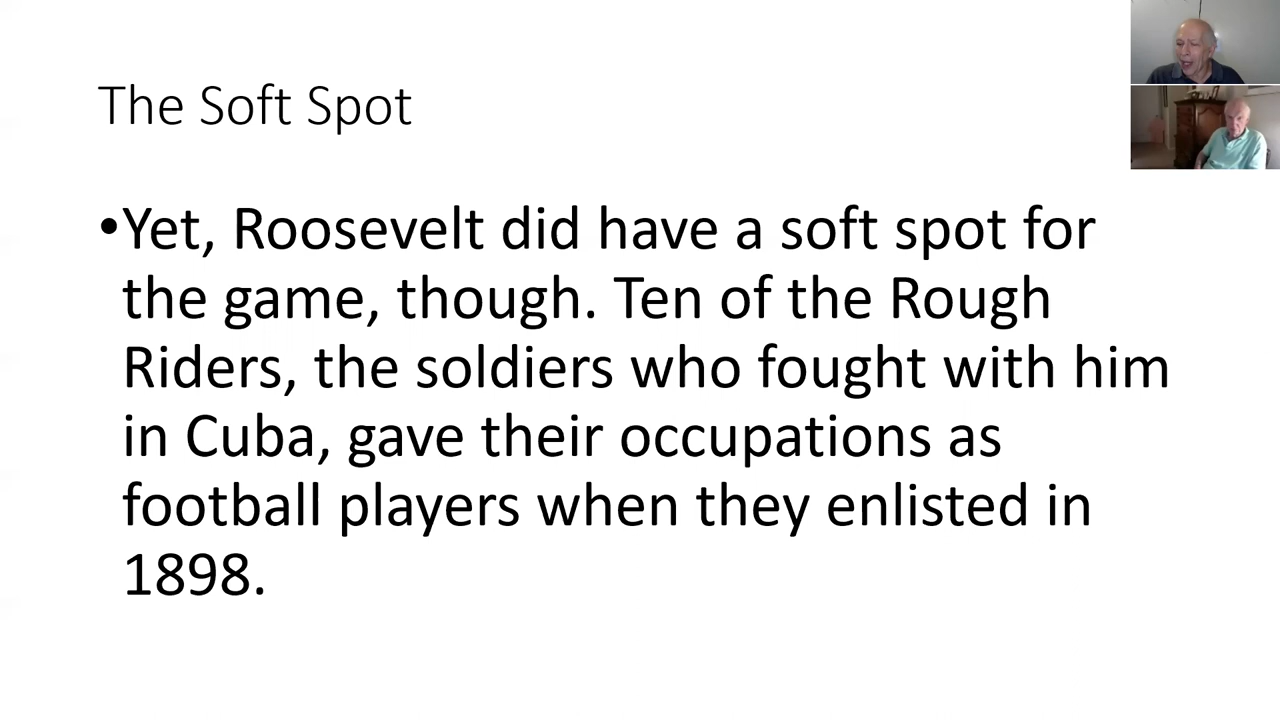 The Soft Spot
•Yet, Roosevelt did have a soft spot for
the game, though. Ten of the Rough
Riders, the soldiers who fought with him
in Cuba, gave their occupations as
football players when they enlisted in
1898.